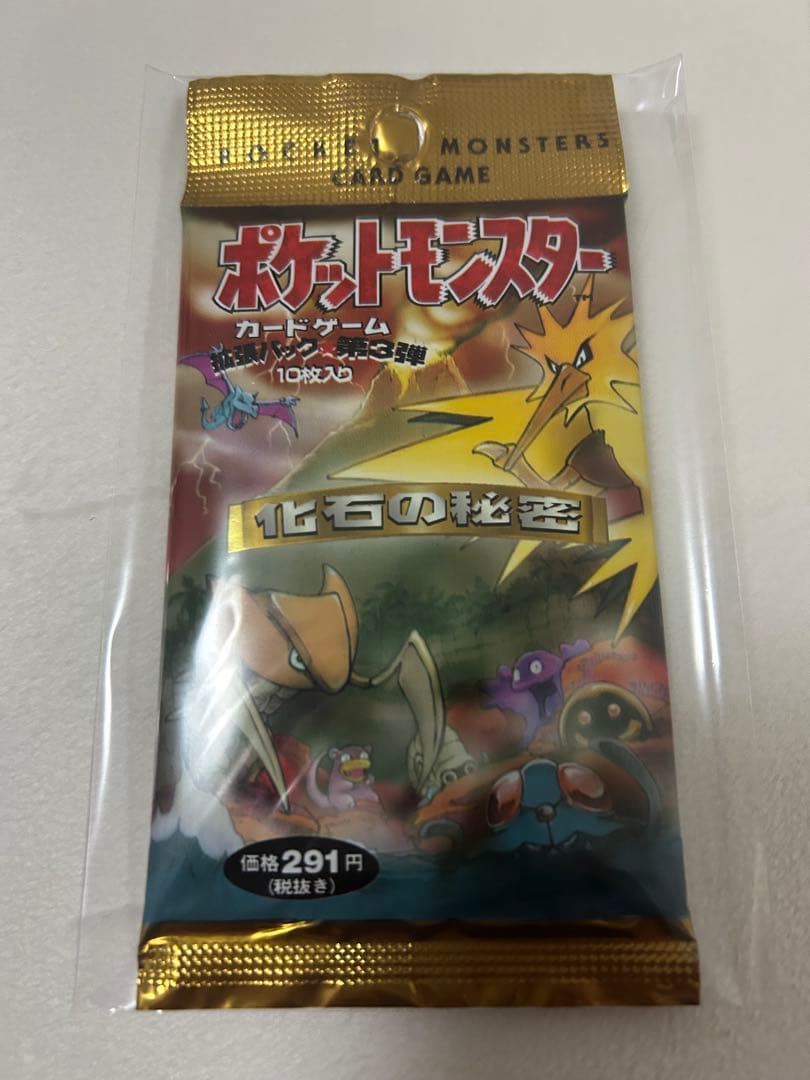 POCKET MONSTERS
CARD GAME
ポケットモンスター
TM
カードゲーム
拡張パック★第3弾
10枚入り
化石の秘密
価格291円
(税抜き)